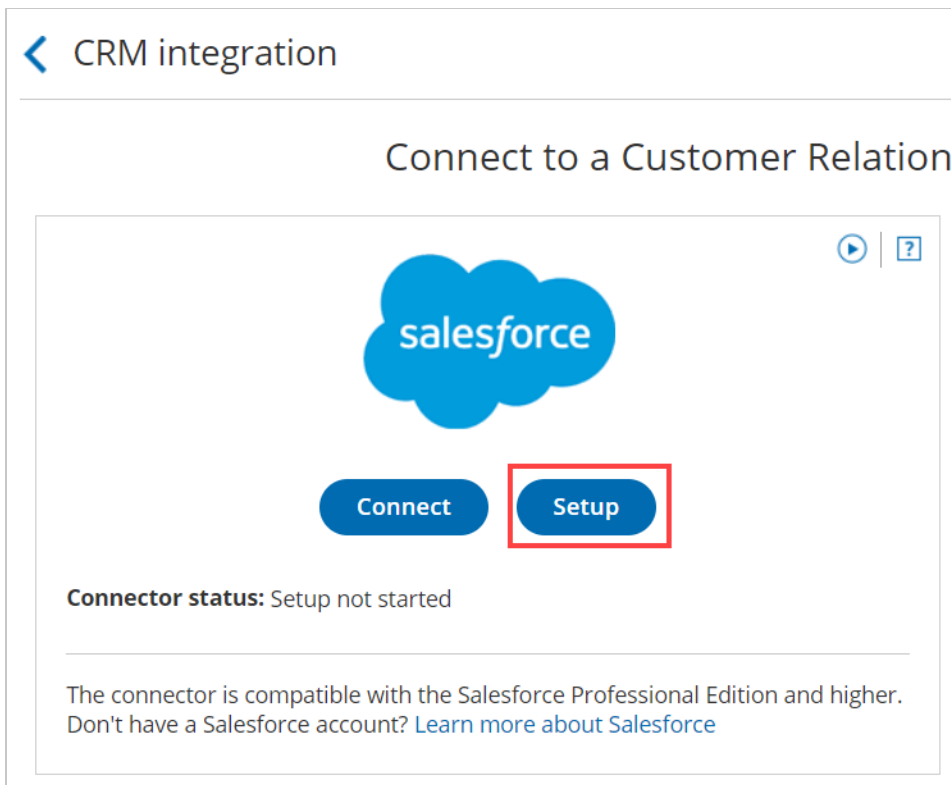 CRM integration
Connect to a Customer Relation
?
salesforce
Connect
Setup
Connector status: Setup not started
The connector is compatible with the Salesforce Professional Edition and higher.
Don't have a Salesforce account? Learn more about Salesforce